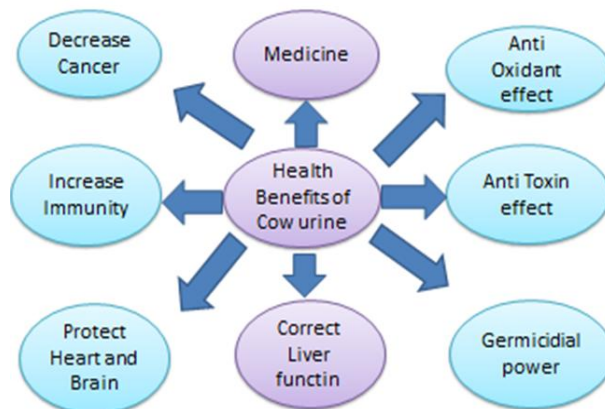 Decrease
Cancer
Medicine
Anti
Oxidant
effect
Increase
Immunity
Health
Benefits of
Cow urine
Anti Toxin
effect
Protect
Heart and
Brain
Correct
Liver
functin
Germicidial
power